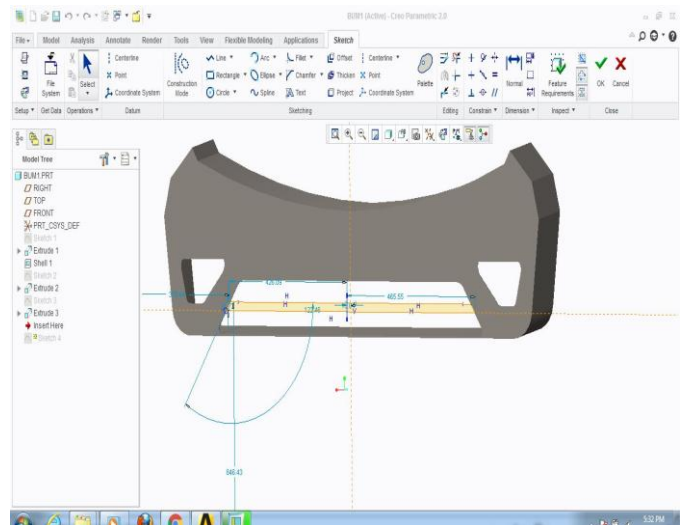 BUM1 (Active) - Creo Parametric 3.0
File Model Analysis Annotate Render Tools View Flexible Modeling Applications Sketch
File System
Select
Centerline
Point
Coordinate System
Construction Mode
Line Arc Fillet Offset Centerline
Rectangle Ellipse Chamfer Thicken Point
Circle Spline Text Project Coordinate System
Palette
Normal
Feature Requirements
OK Cancel
Setup Get Data Operations Datum Sketching Editing Constrain Dimension Inspect Close
Model Tree
BUM1.PRT
RIGHT
TOP
FRONT
PRT_CSYS_DEF
Sketch 1
Extrude 1
Shell 1
Sketch 2
Extrude 2
Sketch 3
Extrude 3
Insert Here
Sketch 4
465.55
H
H
H
H
V
646.43
5:32 PM